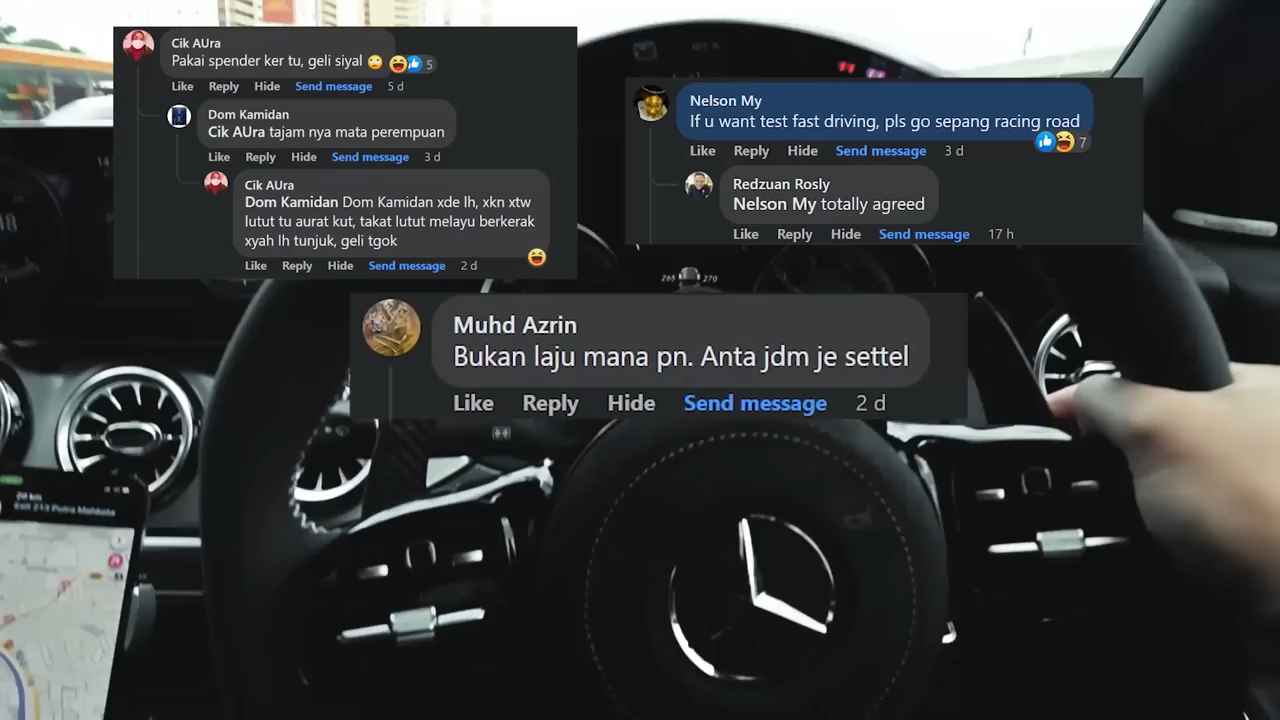 Cik AUra
Pakai spender ker tu, geli siyal 🙄
5
Like Reply Hide Send message 5 d
Dom Kamidan
Cik AUra tajam nya mata perempuan
Like Reply Hide Send message 3 d
Cik AUra
Dom Kamidan Dom Kamidan xde lh, xkn xtw
lutut tu aurat kut, takat lutut melayu berkerak
xyah lh tunjuk, geli tgok
Like Reply Hide Send message 2 d
Nelson My
If u want test fast driving, pls go sepang racing road
7
Like Reply Hide Send message 3 d
Redzuan Rosly
Nelson My totally agreed
Like Reply Hide Send message 17 h
265 270
Muhd Azrin
Bukan laju mana pn. Anta jdm je settel
Like Reply Hide Send message 2 d
Exit 214 Putra Mahkota